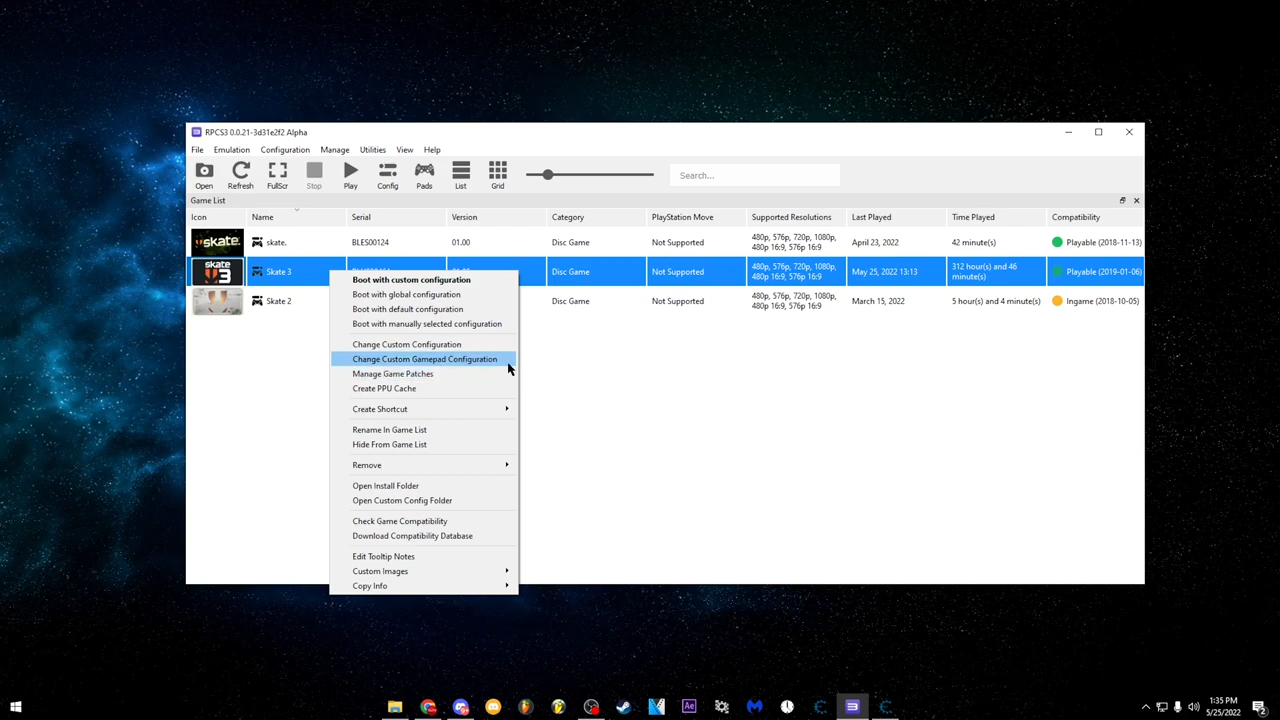 RPCS3 0.0.21-3d31e2f2 Alpha
File Emulation Configuration Manage Utilities View Help
Open Refresh FullScr Stop Play Config Pads List Grid Search...
Game List
Icon Name Serial Version Category PlayStation Move Supported Resolutions Last Played Time Played Compatibility
skate. skate. BLES00124 01.00 Disc Game Not Supported 480p, 576p, 720p, 1080p, April 23, 2022 42 minute(s) Playable (2018-11-13)
480p 16:9, 576p 16:9
skate 3 Skate 3 Disc Game Not Supported 480p, 576p, 720p, 1080p, May 25, 2022 13:13 312 hour(s) and 46 Playable (2019-01-06)
480p 16:9, 576p 16:9 minute(s)
Skate 2 Disc Game Not Supported 480p, 576p, 720p, 1080p, March 15, 2022 5 hour(s) and 4 minute(s) Ingame (2018-10-05)
480p 16:9, 576p 16:9
Boot with custom configuration
Boot with global configuration
Boot with default configuration
Boot with manually selected configuration
Change Custom Configuration
Change Custom Gamepad Configuration
Manage Game Patches
Create PPU Cache
Create Shortcut
Rename In Game List
Hide From Game List
Remove
Open Install Folder
Open Custom Config Folder
Check Game Compatibility
Download Compatibility Database
Edit Tooltip Notes
Custom Images
Copy Info
Ae
1:35 PM
5/25/2022
2